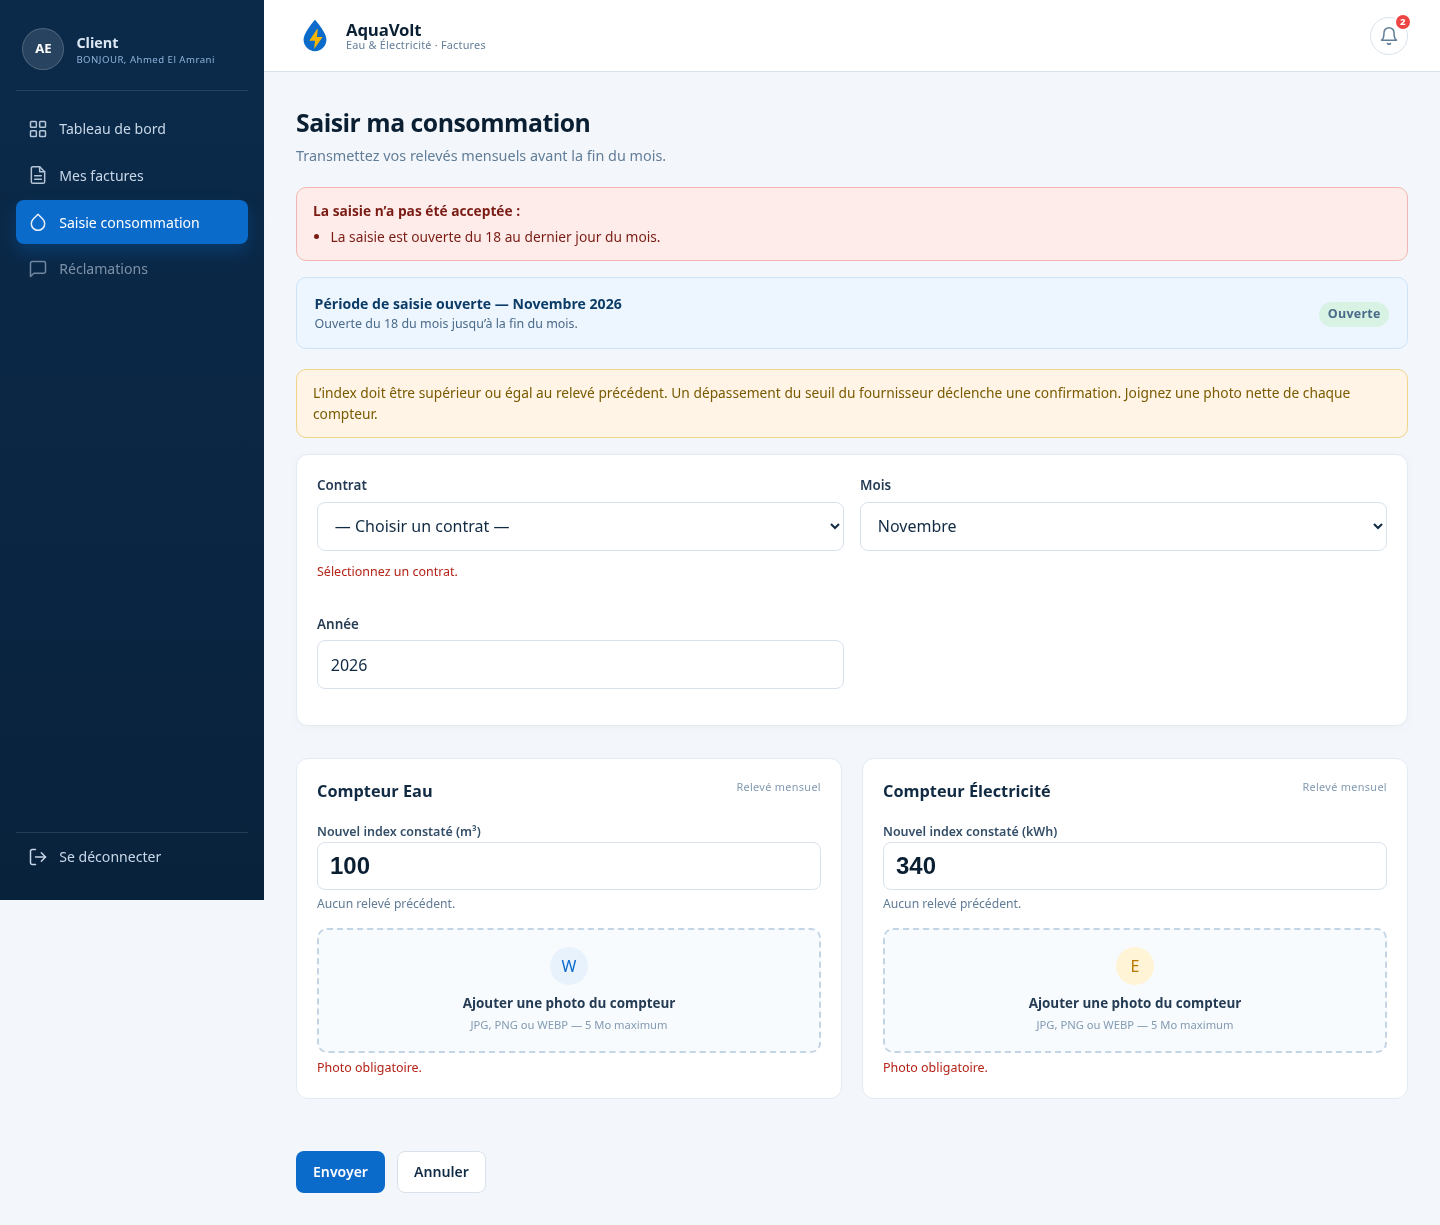 AE
Client
BONJOUR, Ahmed El Amrani
Tableau de bord
Mes factures
Saisie consommation
Réclamations
Se déconnecter
AquaVolt
Eau & Électricité · Factures
2
Saisir ma consommation
Transmettez vos relevés mensuels avant la fin du mois.
La saisie n’a pas été acceptée :
• La saisie est ouverte du 18 au dernier jour du mois.
Période de saisie ouverte — Novembre 2026
Ouverte du 18 du mois jusqu’à la fin du mois.
Ouverte
L’index doit être supérieur ou égal au relevé précédent. Un dépassement du seuil du fournisseur déclenche une confirmation. Joignez une photo nette de chaque
compteur.
Contrat
— Choisir un contrat —
Sélectionnez un contrat.
Mois
Novembre
Année
2026
Compteur Eau
Relevé mensuel
Nouvel index constaté (m³)
100
Aucun relevé précédent.
W
Ajouter une photo du compteur
JPG, PNG ou WEBP — 5 Mo maximum
Photo obligatoire.
Compteur Électricité
Relevé mensuel
Nouvel index constaté (kWh)
340
Aucun relevé précédent.
E
Ajouter une photo du compteur
JPG, PNG ou WEBP — 5 Mo maximum
Photo obligatoire.
Envoyer
Annuler